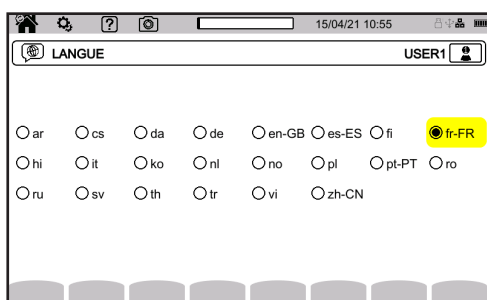 ? 15/04/21 10:55
LANGUE USER1
ar cs da de en-GB es-ES fi fr-FR
hi it ko nl no pl pt-PT ro
ru sv th tr vi zh-CN